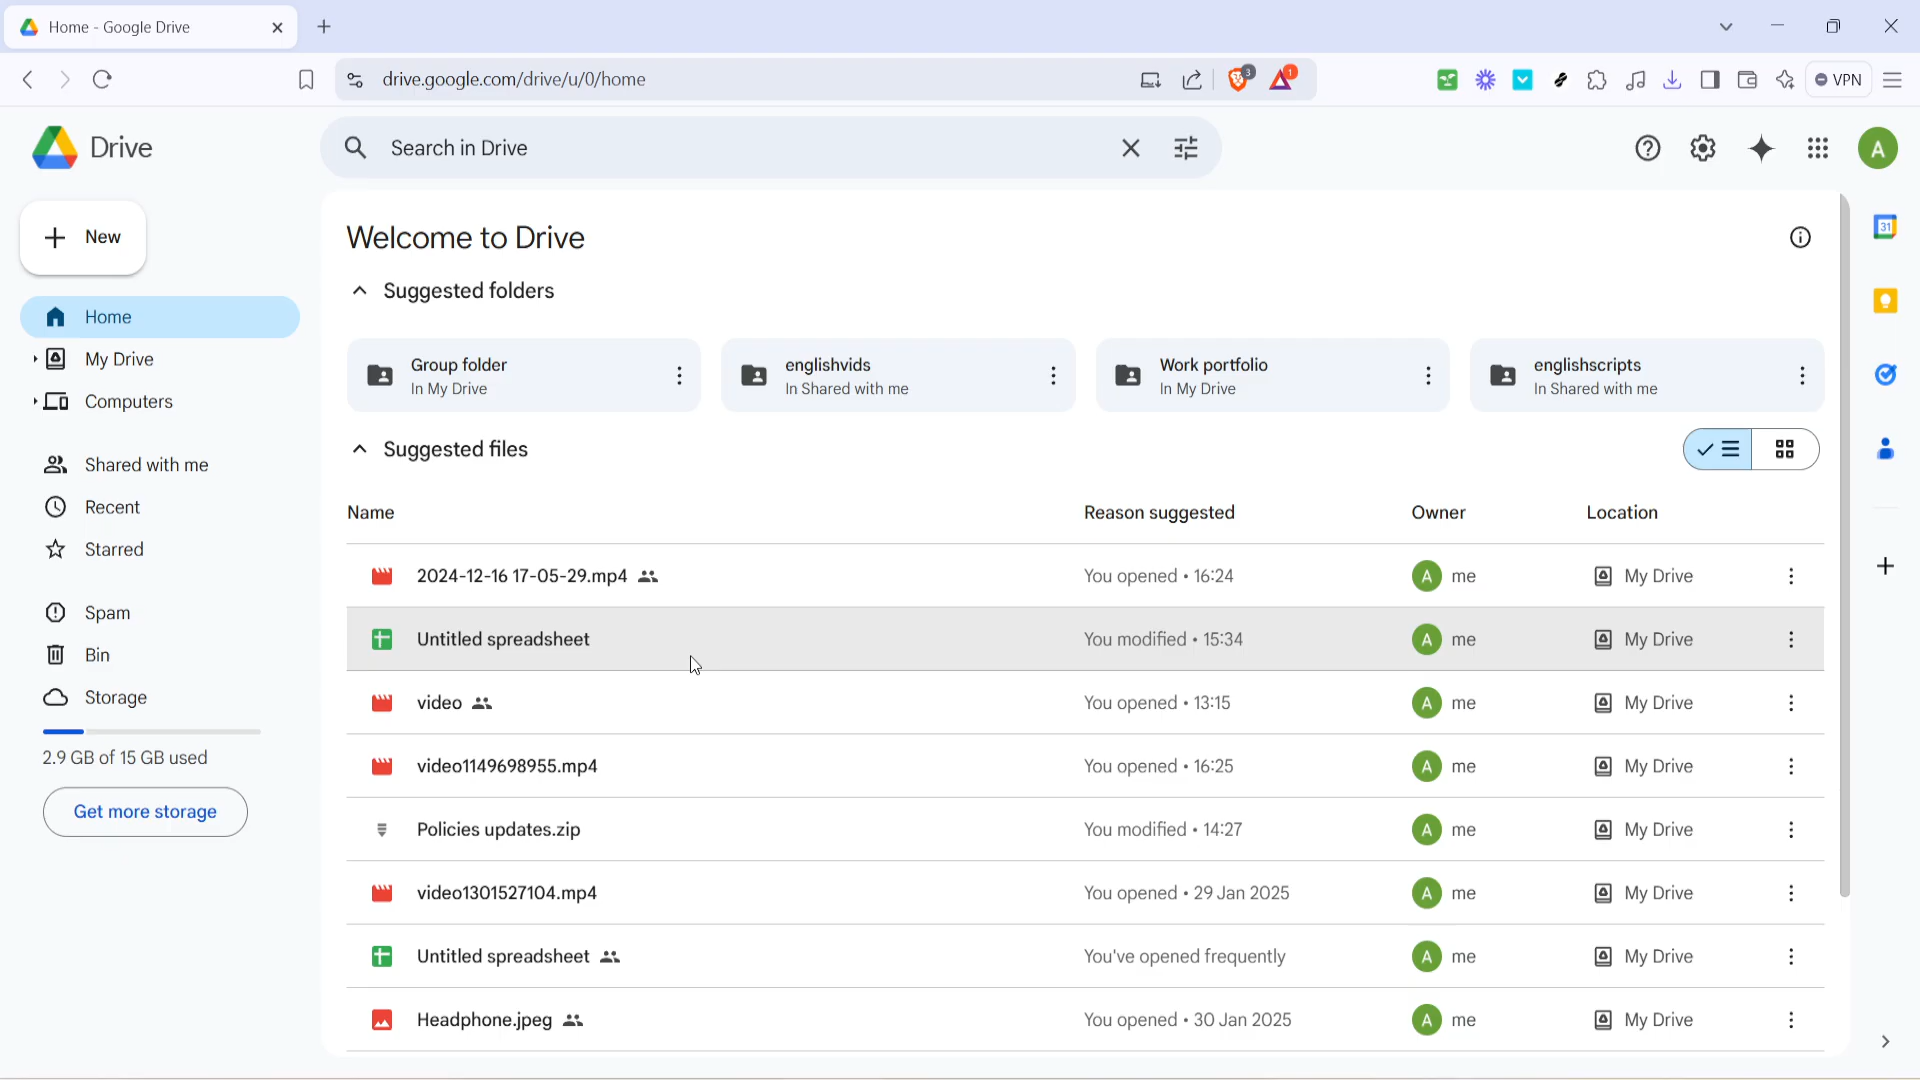 Home - Google Drive
drive.google.com/drive/u/0/home
3
1
VPN
Drive
Search in Drive
A
New
Home
My Drive
Computers
Shared with me
Recent
Starred
Spam
Bin
Storage
2.9 GB of 15 GB used
Get more storage
Welcome to Drive
Suggested folders
Group folder
In My Drive
englishvids
In Shared with me
Work portfolio
In My Drive
englishscripts
In Shared with me
Suggested files
Name Reason suggested Owner Location
2024-12-16 17-05-29.mp4 You opened • 16:24 A me My Drive
Untitled spreadsheet You modified • 15:34 A me My Drive
video You opened • 13:15 A me My Drive
video1149698955.mp4 You opened • 16:25 A me My Drive
Policies updates.zip You modified • 14:27 A me My Drive
video1301527104.mp4 You opened • 29 Jan 2025 A me My Drive
Untitled spreadsheet You've opened frequently A me My Drive
Headphone.jpeg You opened • 30 Jan 2025 A me My Drive
31